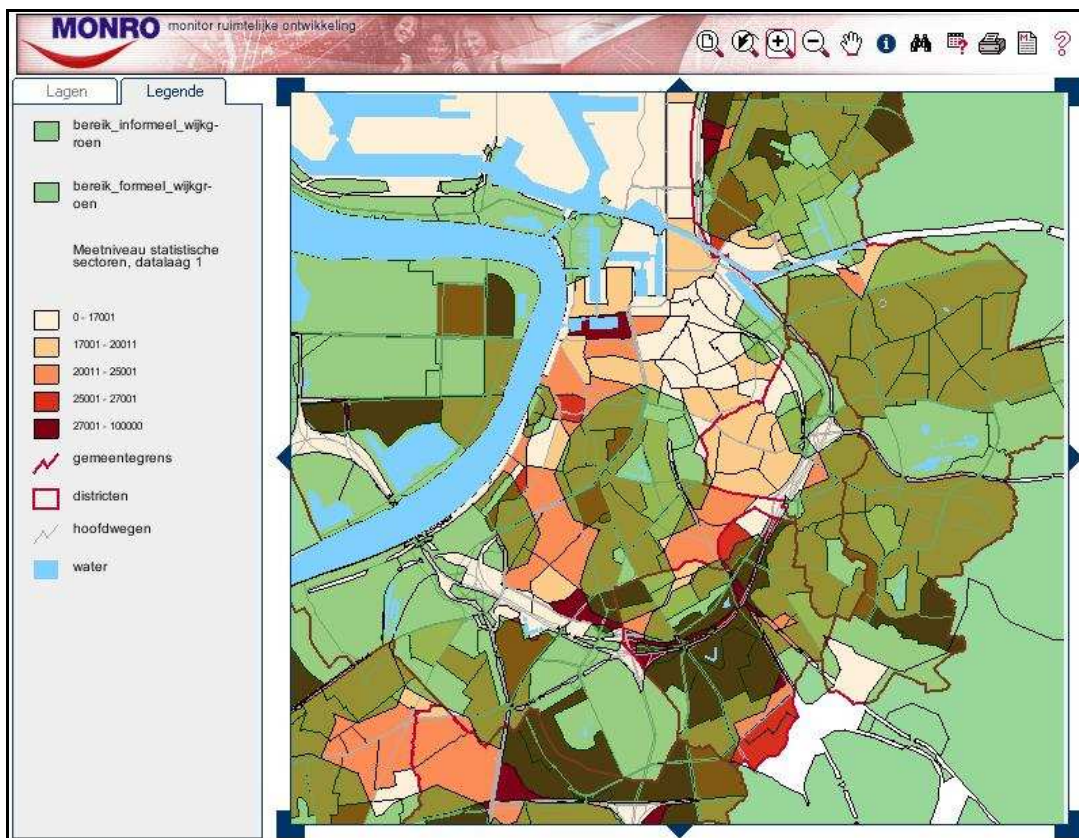 MONRO monitor ruimtelijke ontwikkeling
Lagen
Legende
bereik_informeel_wijkg-
roen
bereik_formeel_wijkgr-
oen
Meetniveau statistische
sectoren, datalaag 1
0 - 17001
17001 - 20011
20011 - 25001
25001 - 27001
27001 - 100000
gemeentegrens
districten
hoofdwegen
water